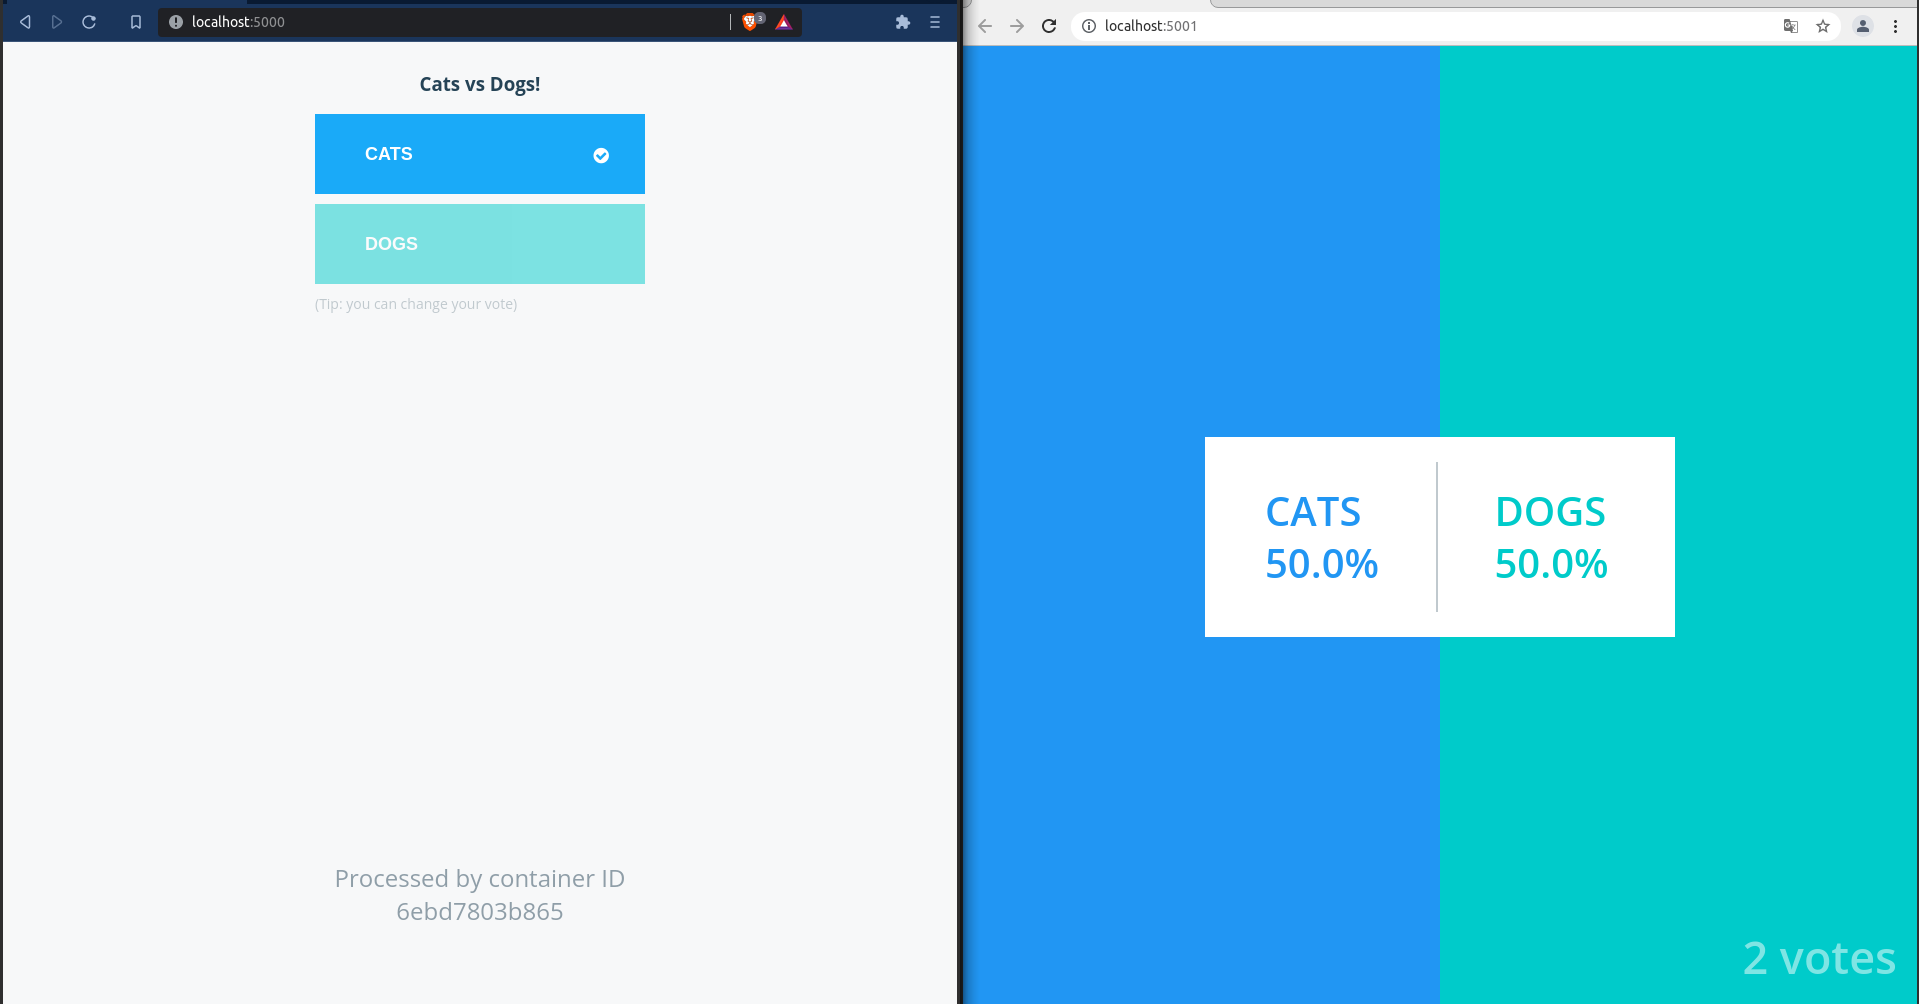 localhost:5000
3
Cats vs Dogs!
CATS
DOGS
(Tip: you can change your vote)
Processed by container ID
6ebd7803b865
localhost:5001
CATS
50.0%
DOGS
50.0%
2 votes